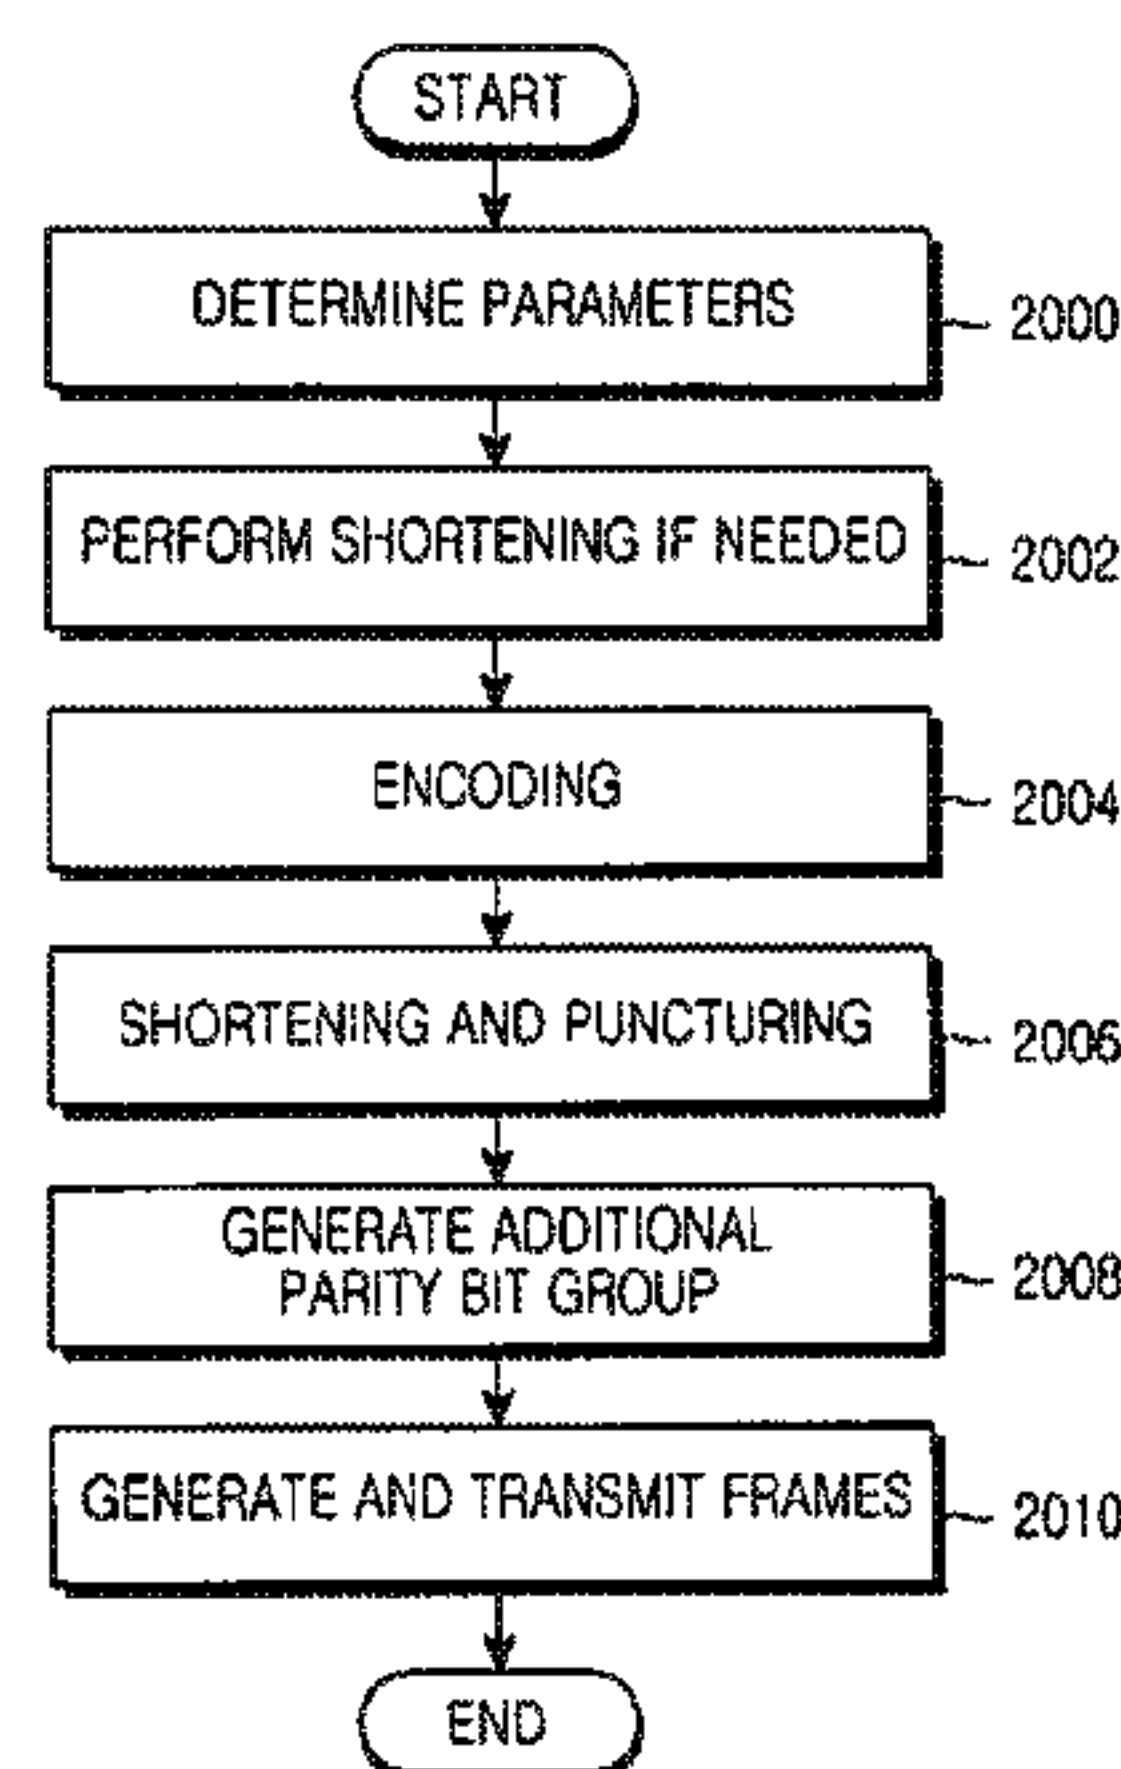 START
DETERMINE PARAMETERS
2000
PERFORM SHORTENING IF NEEDED
2002
ENCODING
2004
SHORTENING AND PUNCTURING
2006
GENERATE ADDITIONAL
PARITY BIT GROUP
2008
GENERATE AND TRANSMIT FRAMES
2010
END